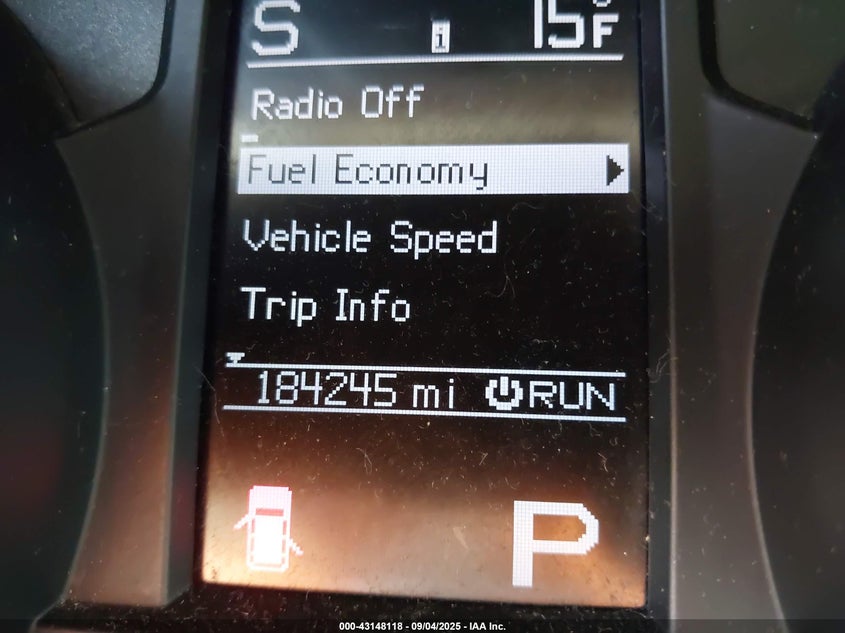 S i 15°F
Radio Off
Fuel Economy
Vehicle Speed
Trip Info
184245 mi RUN
P
000-43148118 - 09/04/2025 - IAA Inc.